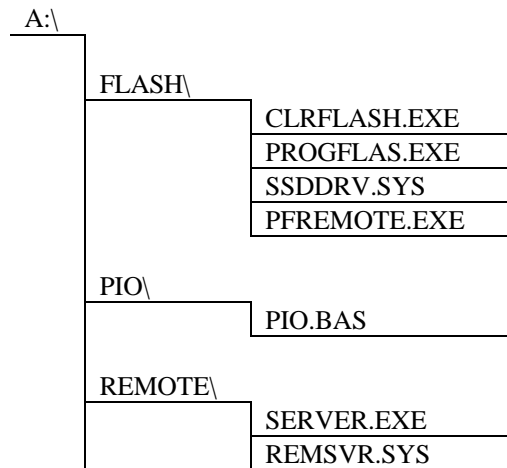 A:\
FLASH\
CLRFLASH.EXE
PROGFLAS.EXE
SSDDRV.SYS
PFREMOTE.EXE
PIO\
PIO.BAS
REMOTE\
SERVER.EXE
REMSVR.SYS